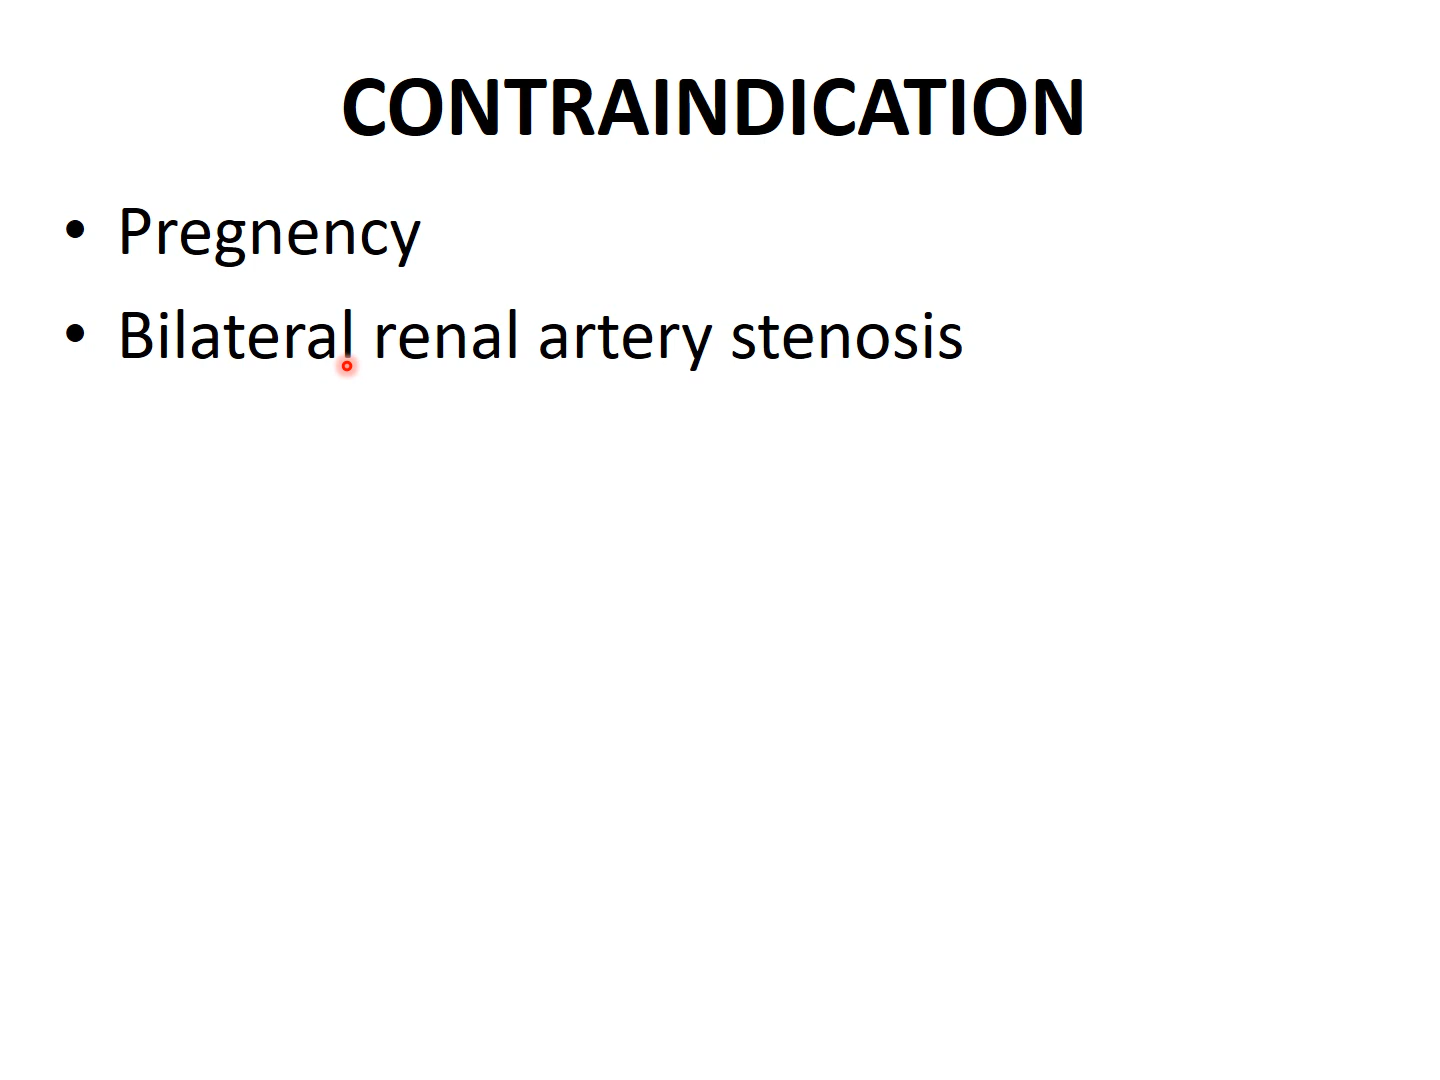 CONTRAINDICATION
• Pregnency
• Bilateral renal artery stenosis